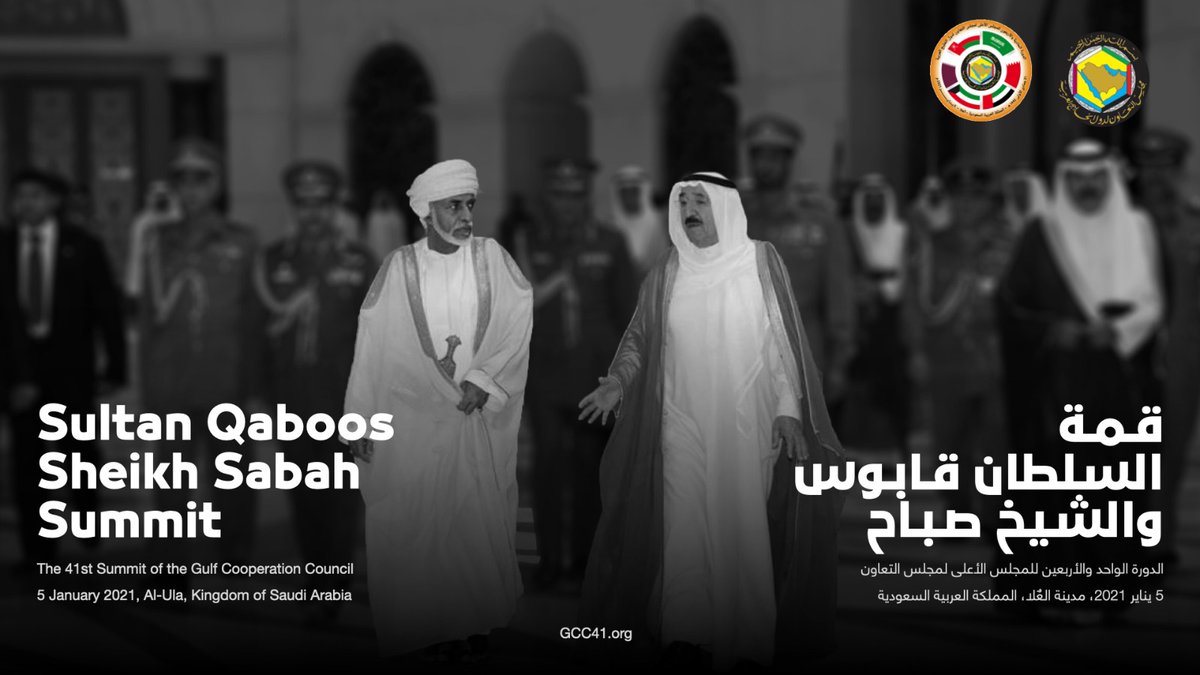 Sultan Qaboos
Sheikh Sabah
Summit
The 41st Summit of the Gulf Cooperation Council
5 January 2021, Al-Ula, Kingdom of Saudi Arabia
قمة
السلطان قابوس
والشيخ صباح
الدورة الواحد والأربعين للمجلس الأعلى لمجلس التعاون
5 يناير 2021، مدينة العُلا، المملكة العربية السعودية
GCC41.org